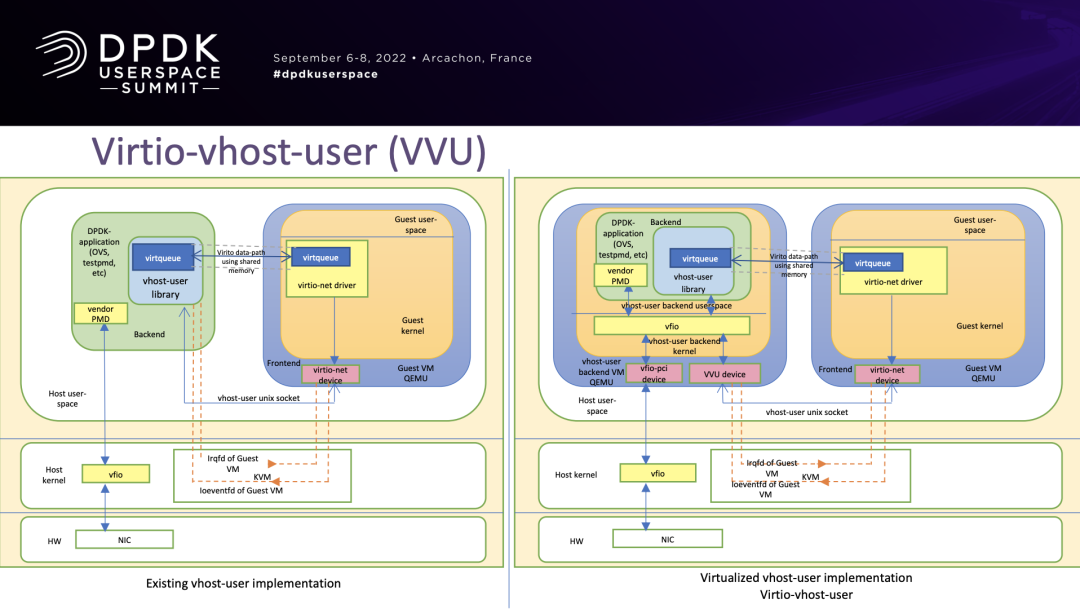 DPDK
USERSPACE
SUMMIT
September 6-8, 2022 • Arcachon, France
#dpdkuserspace
Virtio-vhost-user (VVU)
DPDK-
application
(OVS,
testpmd,
etc)
virtqueue
vhost-user
library
vendor
PMD
Backend
Virito data-path
using shared
memory
Guest user-
space
virtqueue
virtio-net driver
Guest
kernel
Frontend
virtio-net
device
Guest VM
QEMU
Host user-
space
vhost-user unix socket
Host
kernel
vfio
Irqfd of Guest
VM
KVM
Ioeventfd of Guest VM
HW
NIC
Existing vhost-user implementation
DPDK-
application
(OVS,
testpmd, etc)
Backend
virtqueue
vhost-user
library
vendor
PMD
vhost-user backend userspace
vfio
vhost-user backend
kernel
vhost-user
backend VM
QEMU
vfio-pci
device
VVU device
Virito data-path
using shared
memory
Guest user-
space
virtqueue
virtio-net driver
Guest kernel
Frontend
virtio-net
device
Guest VM
QEMU
Host user-
space
vhost-user unix socket
Host kernel
vfio
Irqfd of Guest
VM
KVM
Ioeventfd of Guest
VM
HW
NIC
Virtualized vhost-user implementation
Virtio-vhost-user